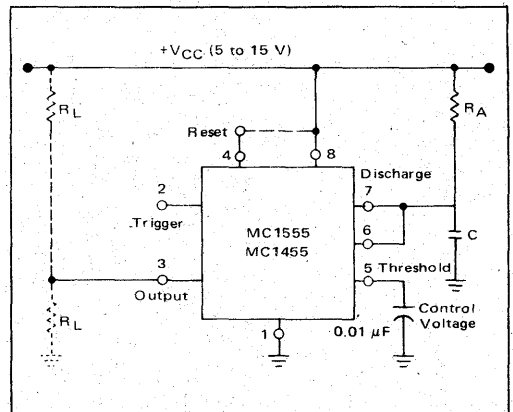 +VCC (5 to 15 V)
RL
RA
Reset
4
8
Discharge
2
7
Trigger
MC1555
MC1455
6
C
3
5
Threshold
Output
Control
Voltage
RL
1
0.01 μF